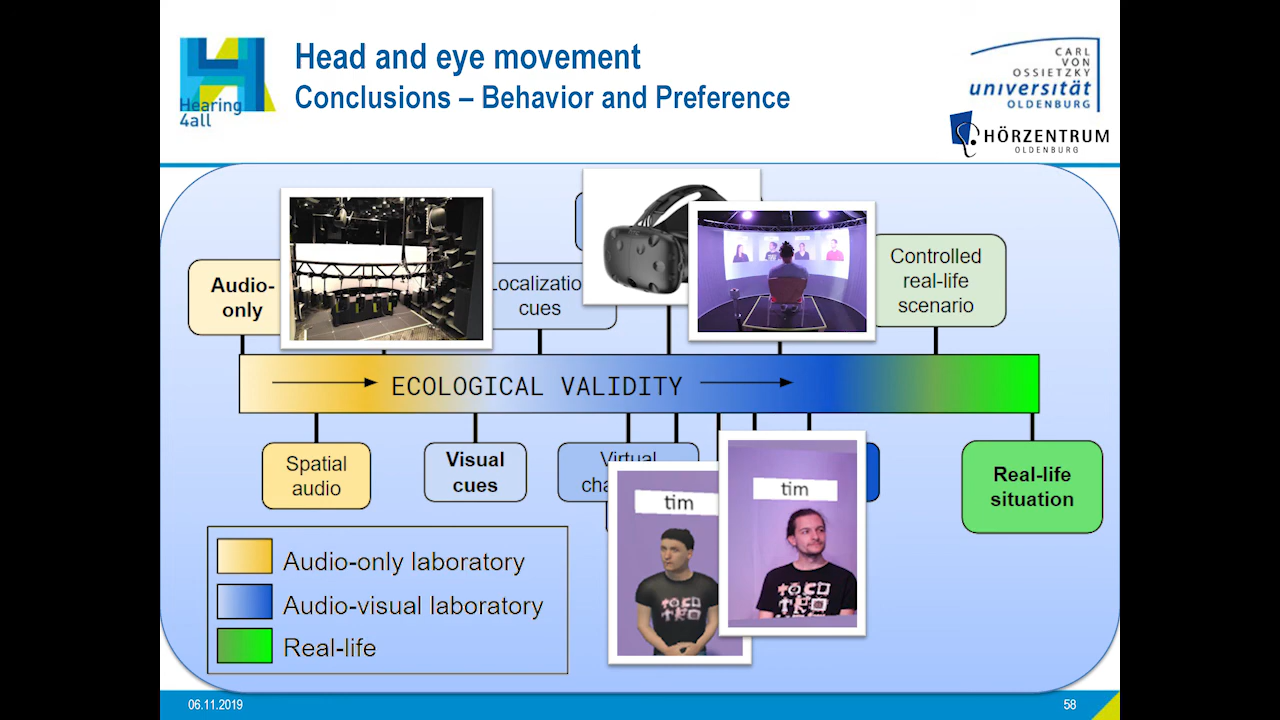 Hearing
4all
Head and eye movement
Conclusions – Behavior and Preference
CARL
VON
OSSIETZKY
universität
OLDENBURG
HÖRZENTRUM
OLDENBURG
Audio-
only
cues
Controlled
real-life
scenario
ECOLOGICAL VALIDITY
Spatial
audio
Visual
cues
Virtual
tim
tim
Real-life
situation
Audio-only laboratory
Audio-visual laboratory
Real-life
06.11.2019
58